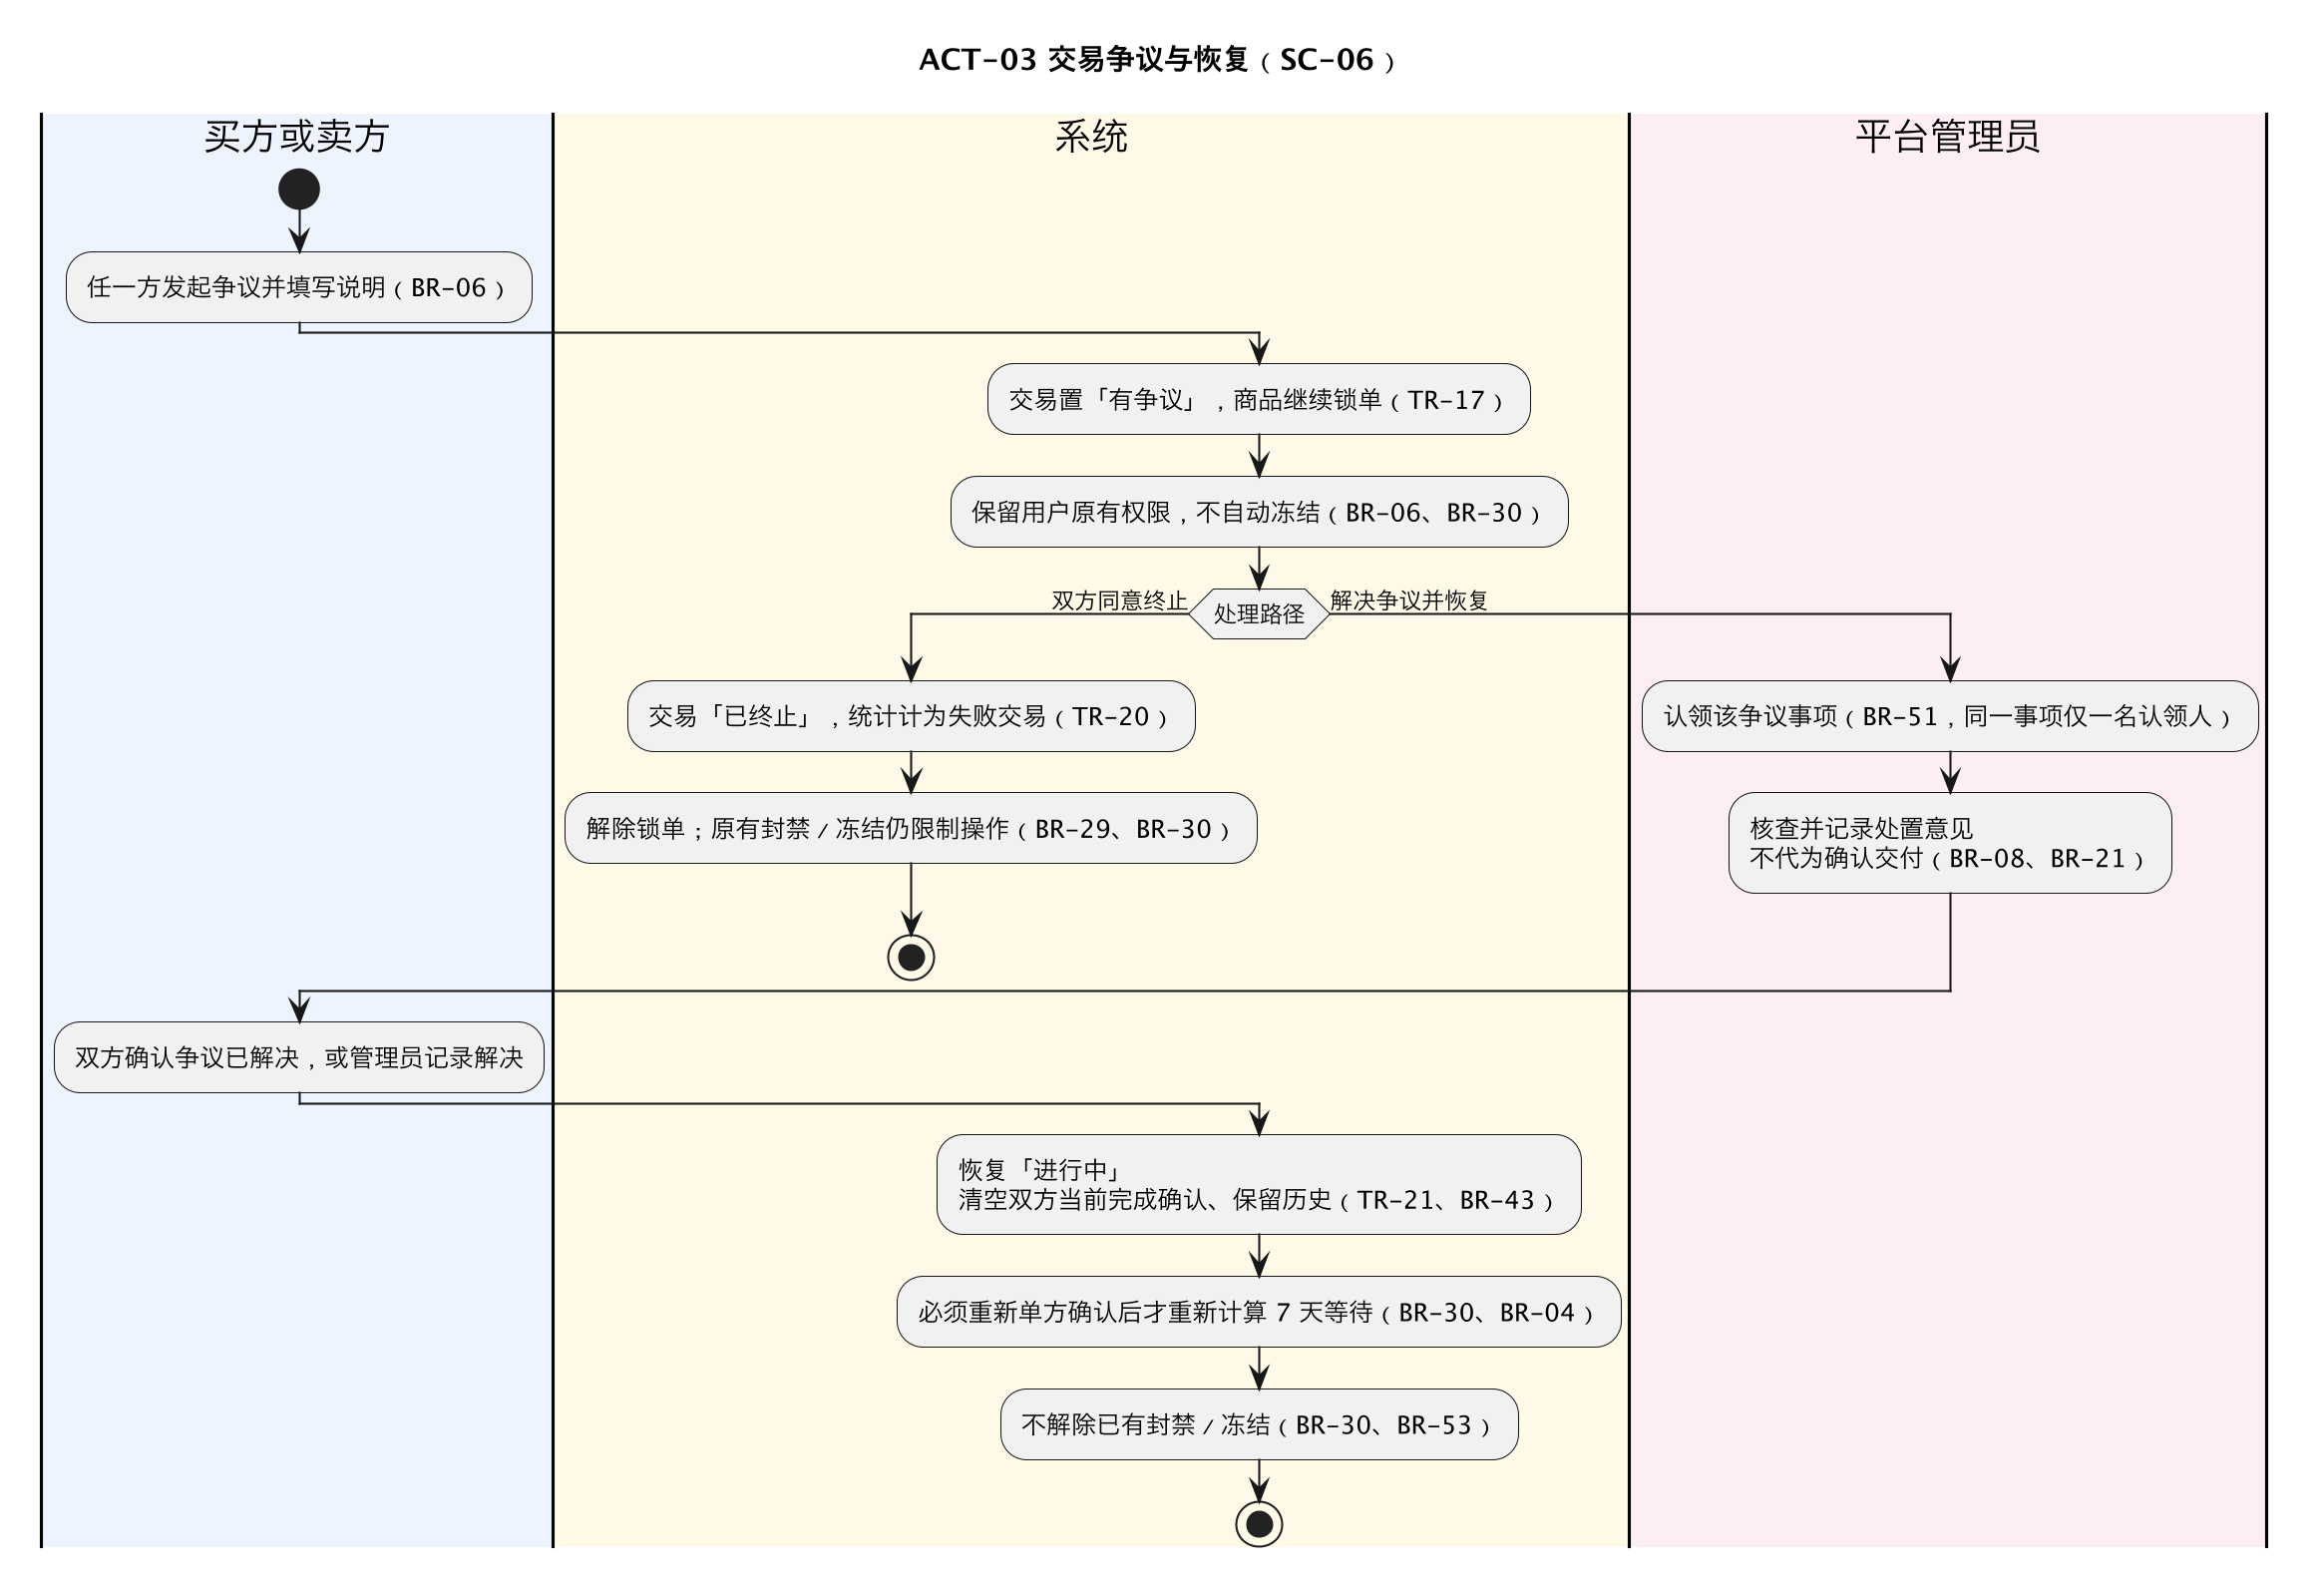 ACT-03 交易争议与恢复（SC-06）
买方或卖方
系统
平台管理员
任一方发起争议并填写说明（BR-06）
交易置「有争议」，商品继续锁单（TR-17）
保留用户原有权限，不自动冻结（BR-06、BR-30）
处理路径
双方同意终止
解决争议并恢复
交易「已终止」，统计计为失败交易（TR-20）
解除锁单；原有封禁/冻结仍限制操作（BR-29、BR-30）
认领该争议事项（BR-51，同一事项仅一名认领人）
核查并记录处置意见
不代为确认交付（BR-08、BR-21）
双方确认争议已解决，或管理员记录解决
恢复「进行中」
清空双方当前完成确认、保留历史（TR-21、BR-43）
必须重新单方确认后才重新计算 7 天等待（BR-30、BR-04）
不解除已有封禁/冻结（BR-30、BR-53）